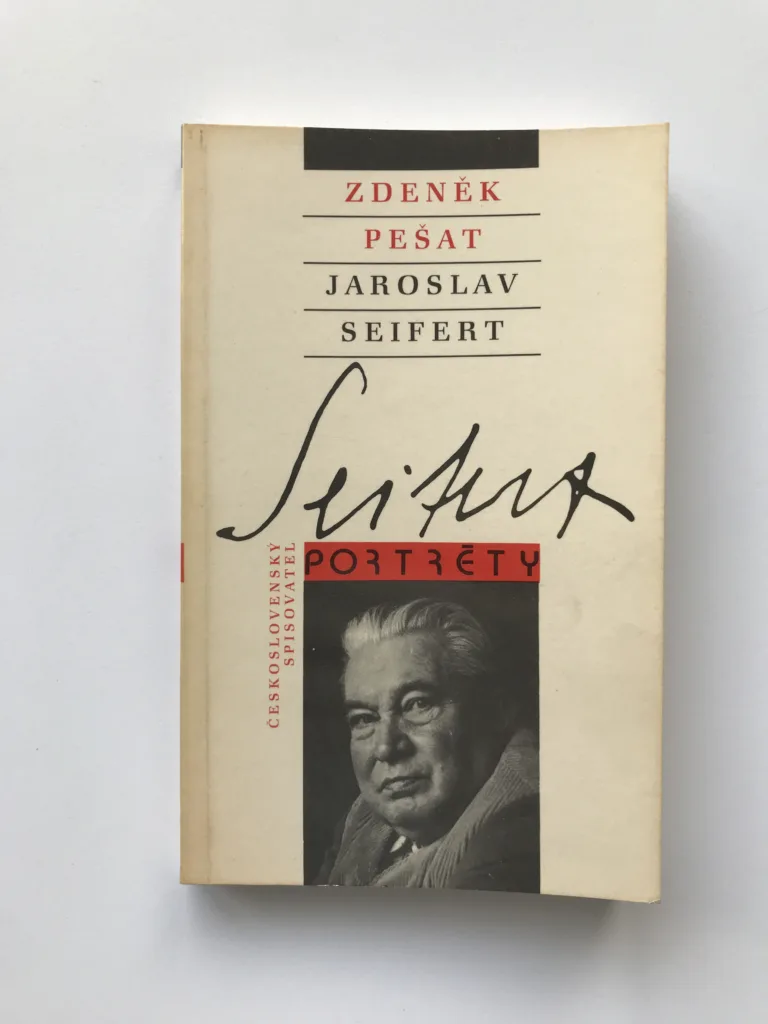 ZDENĚK
PEŠAT
JAROSLAV
SEIFERT
Seifert
PORTRÉTY
ČESKOSLOVENSKÝ
SPISOVATEL